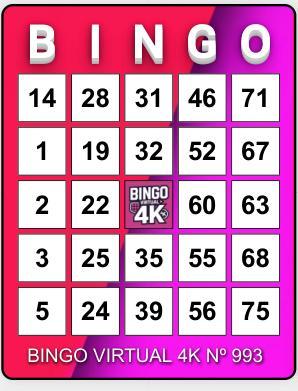 BINGO
14 28 31 46 71
1 19 32 52 67
2 22 BINGO VIRTUAL 4K 60 63
3 25 35 55 68
5 24 39 56 75
BINGO VIRTUAL 4K Nº 993